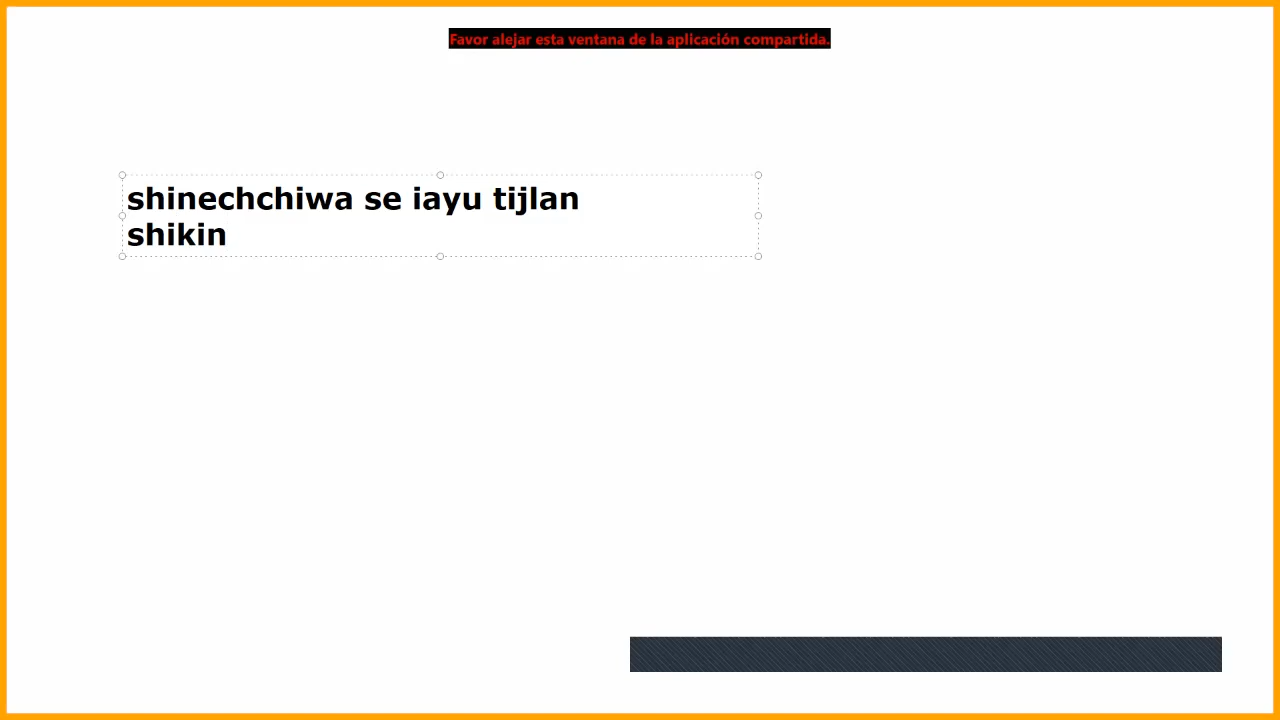 Favor alejar esta ventana de la aplicación compartida.
shinechchiwa se iayu tijlan
shikin